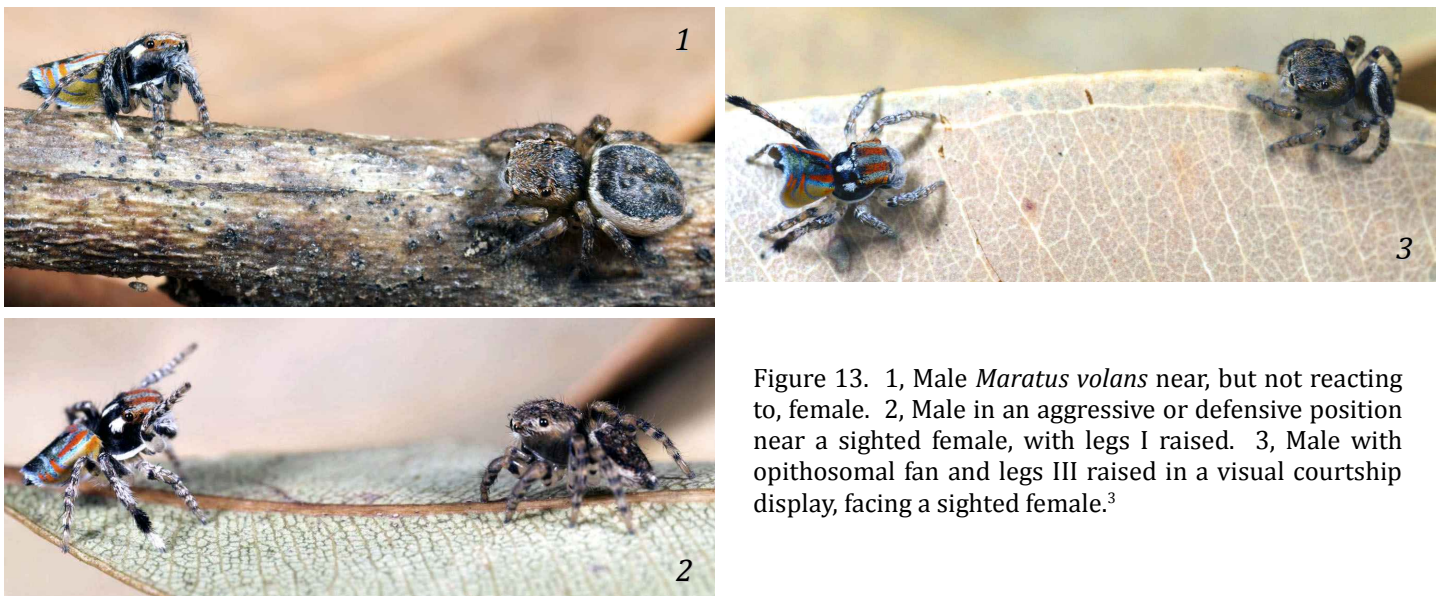 1
3
2
Figure 13.  1, Male Maratus volans near, but not reacting
to, female.  2, Male in an aggressive or defensive position
near a sighted female, with legs I raised.  3, Male with
opithosomal fan and legs III raised in a visual courtship
display, facing a sighted female.³